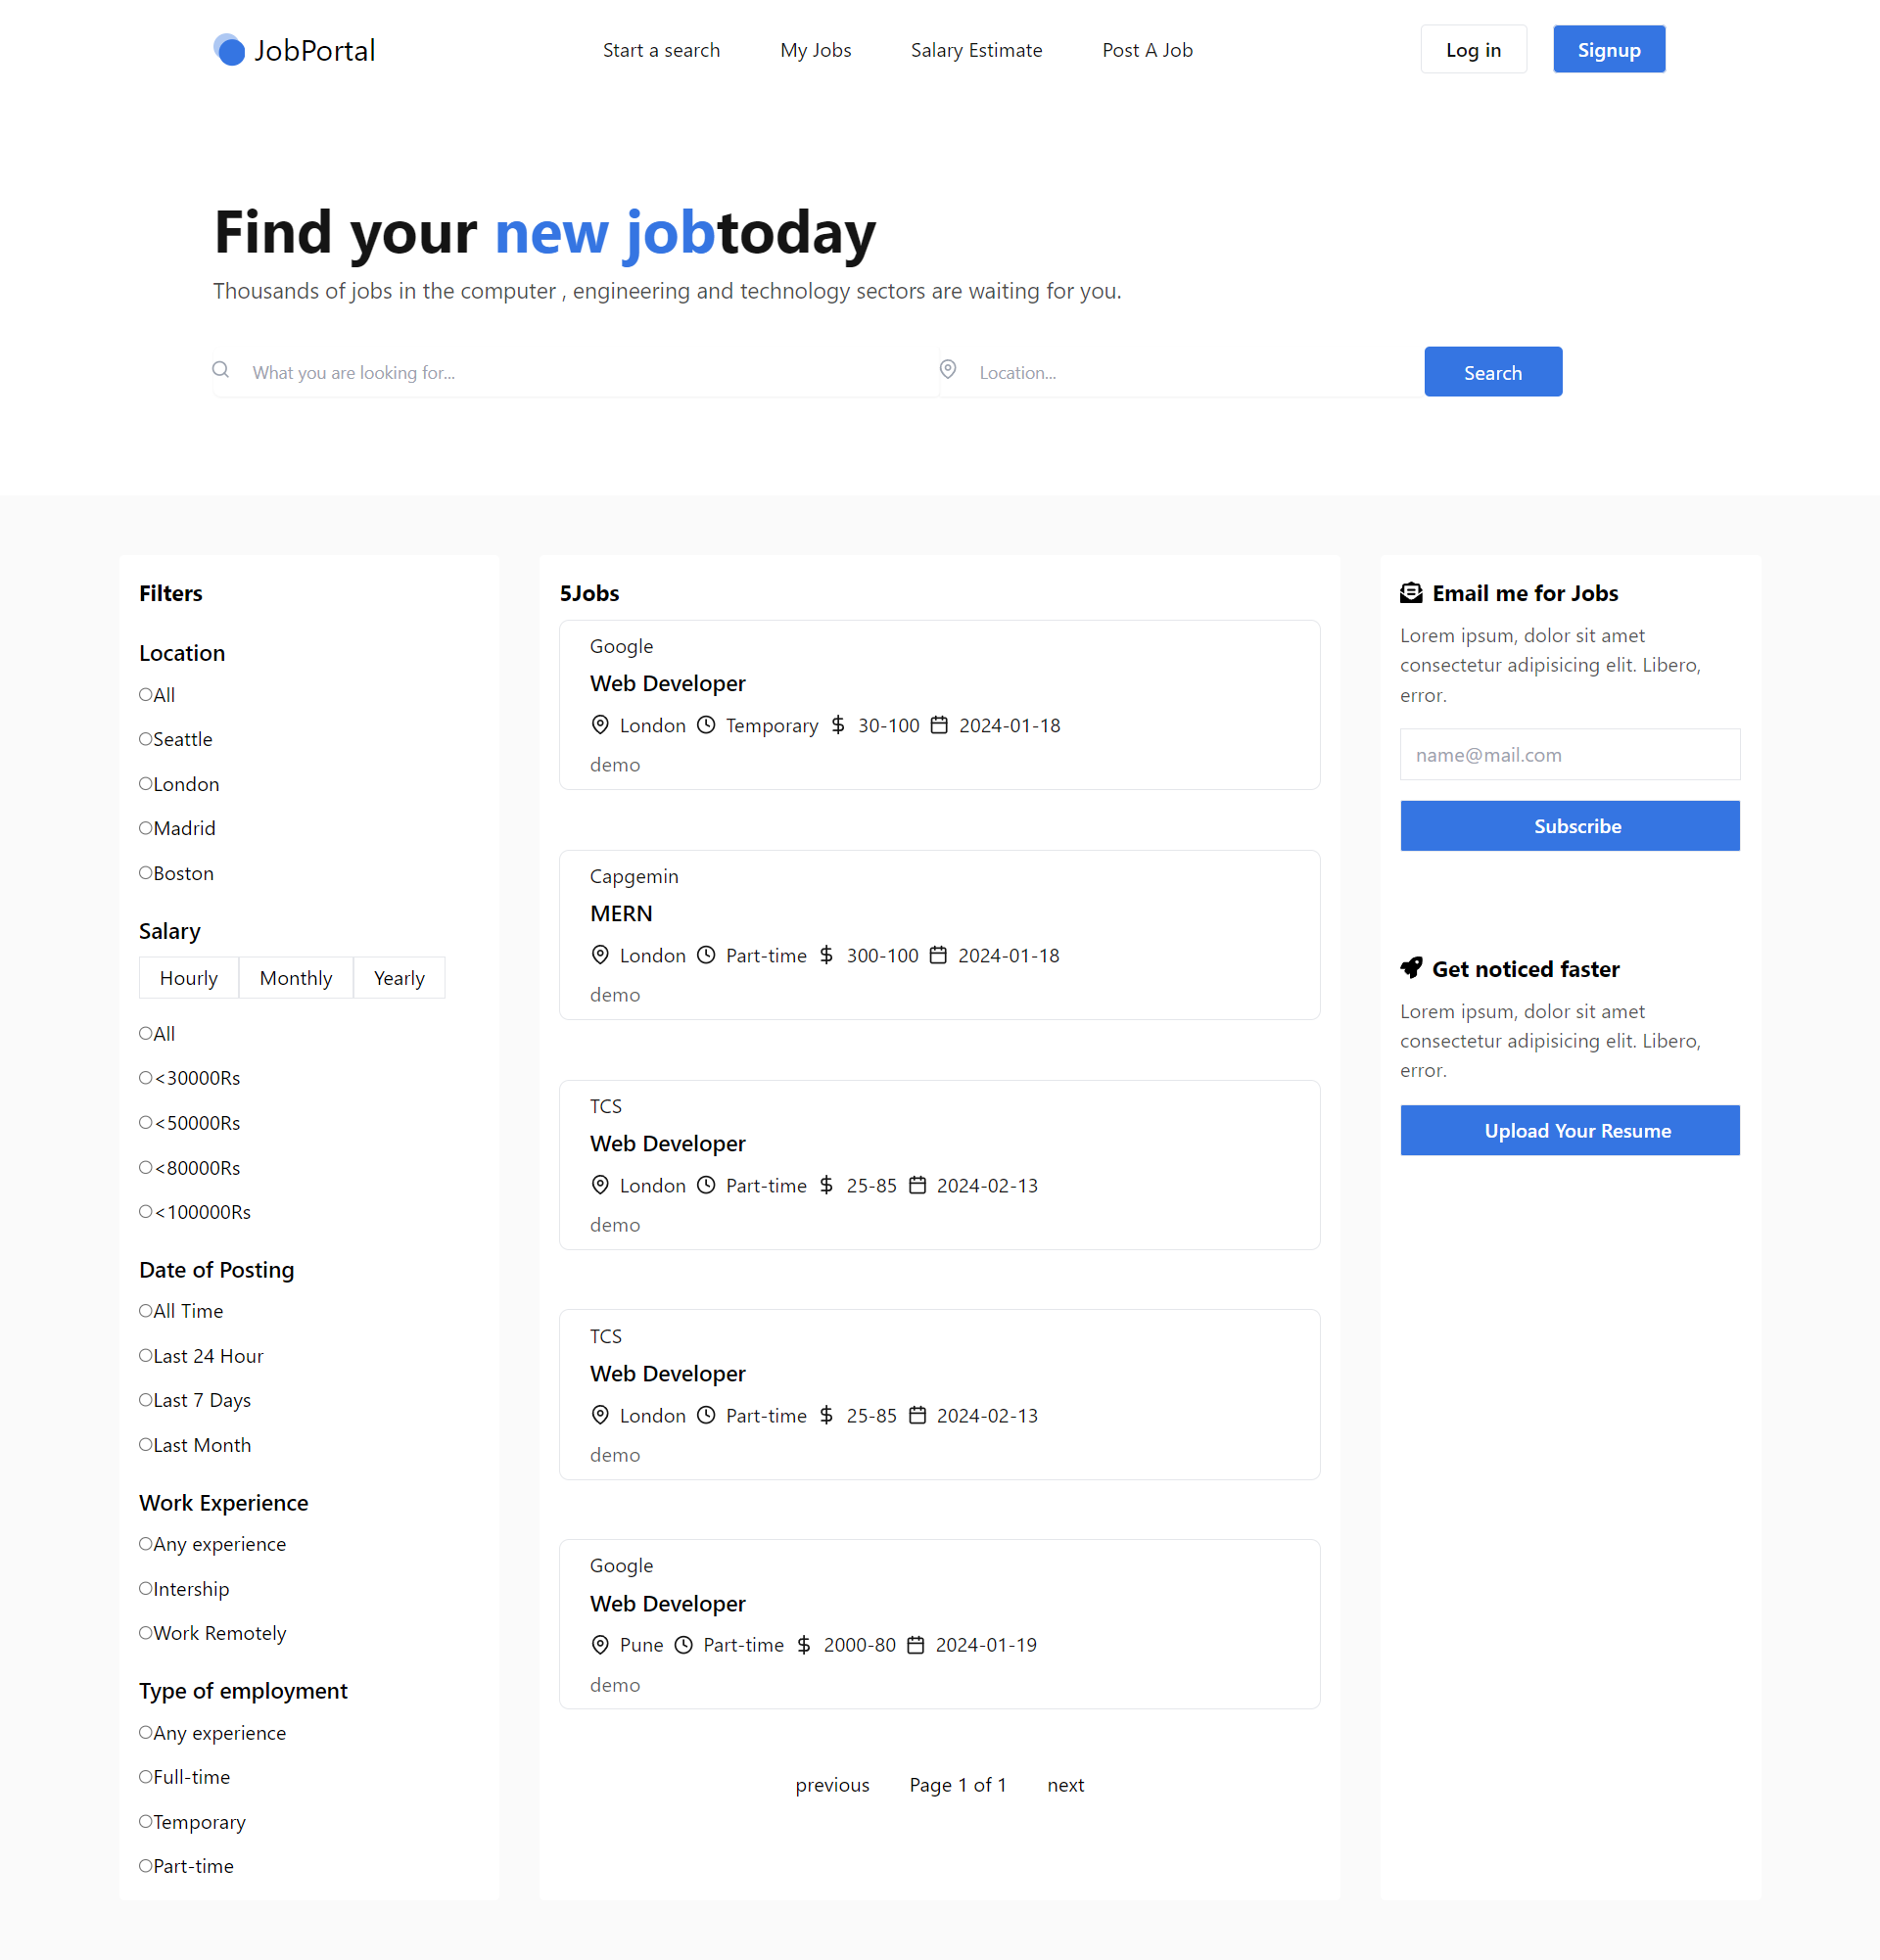 JobPortal
Start a search
My Jobs
Salary Estimate
Post A Job
Log in
Signup
Find your new jobtoday
Thousands of jobs in the computer , engineering and technology sectors are waiting for you.
What you are looking for...
Location...
Search
Filters
Location
All
Seattle
London
Madrid
Boston
Salary
Hourly
Monthly
Yearly
All
<30000Rs
<50000Rs
<80000Rs
<100000Rs
Date of Posting
All Time
Last 24 Hour
Last 7 Days
Last Month
Work Experience
Any experience
Intership
Work Remotely
Type of employment
Any experience
Full-time
Temporary
Part-time
5Jobs
Google
Web Developer
London Temporary $ 30-100 2024-01-18
demo
Capgemin
MERN
London Part-time $ 300-100 2024-01-18
demo
TCS
Web Developer
London Part-time $ 25-85 2024-02-13
demo
TCS
Web Developer
London Part-time $ 25-85 2024-02-13
demo
Google
Web Developer
Pune Part-time $ 2000-80 2024-01-19
demo
previous
Page 1 of 1
next
Email me for Jobs
Lorem ipsum, dolor sit amet
consectetur adipisicing elit. Libero,
error.
name@mail.com
Subscribe
Get noticed faster
Lorem ipsum, dolor sit amet
consectetur adipisicing elit. Libero,
error.
Upload Your Resume